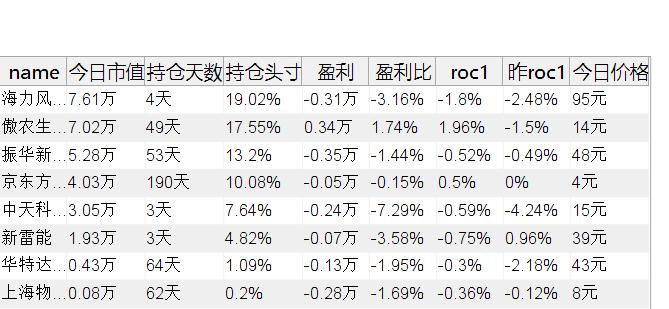 name 今日市值 持仓天数 持仓头寸 盈利 盈利比 roc1 昨roc1 今日价格
海力风... 7.61万 4天 19.02% -0.31万 -3.16% -1.8% -2.48% 95元
傲农生... 7.02万 49天 17.55% 0.34万 1.74% 1.96% -1.5% 14元
振华新... 5.28万 53天 13.2% -0.35万 -1.44% -0.52% -0.49% 48元
京东方... 4.03万 190天 10.08% -0.05万 -0.15% 0.5% 0% 4元
中天科... 3.05万 3天 7.64% -0.24万 -7.29% -0.59% -4.24% 15元
新雷能 1.93万 3天 4.82% -0.07万 -3.58% -0.75% 0.96% 39元
华特达... 0.43万 64天 1.09% -0.13万 -1.95% -0.3% -2.18% 43元
上海物... 0.08万 62天 0.2% -0.28万 -1.69% -0.36% -0.12% 8元